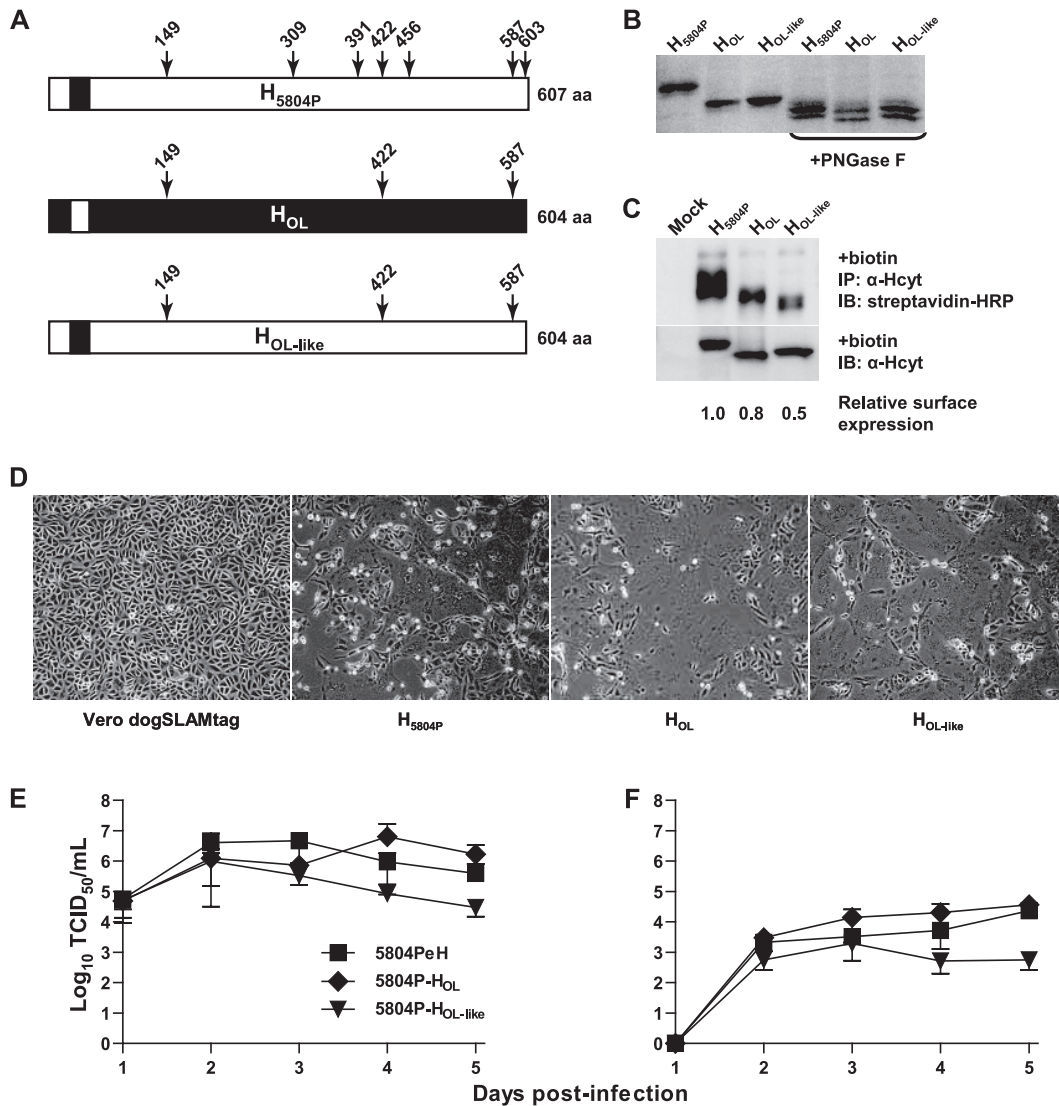 A
149 309 391 422 456 587 603
H5804P
607 aa
149 422 587
HOL
604 aa
149 422 587
HOL-like
604 aa
B
H5804P HOL HOL-like H5804P HOL HOL-like
+PNGase F
C
Mock H5804P HOL HOL-like
+biotin
IP: α-Hcyt
IB: streptavidin-HRP
+biotin
IB: α-Hcyt
1.0 0.8 0.5 Relative surface
expression
D
Vero dogSLAMtag H5804P HOL HOL-like
E
Log10 TCID50/mL
8
7
6
5
4
3
2
1
0
5804PeH
5804P-HOL
5804P-HOL-like
1 2 3 4 5
F
8
7
6
5
4
3
2
1
0
1 2 3 4 5
Days post-infection